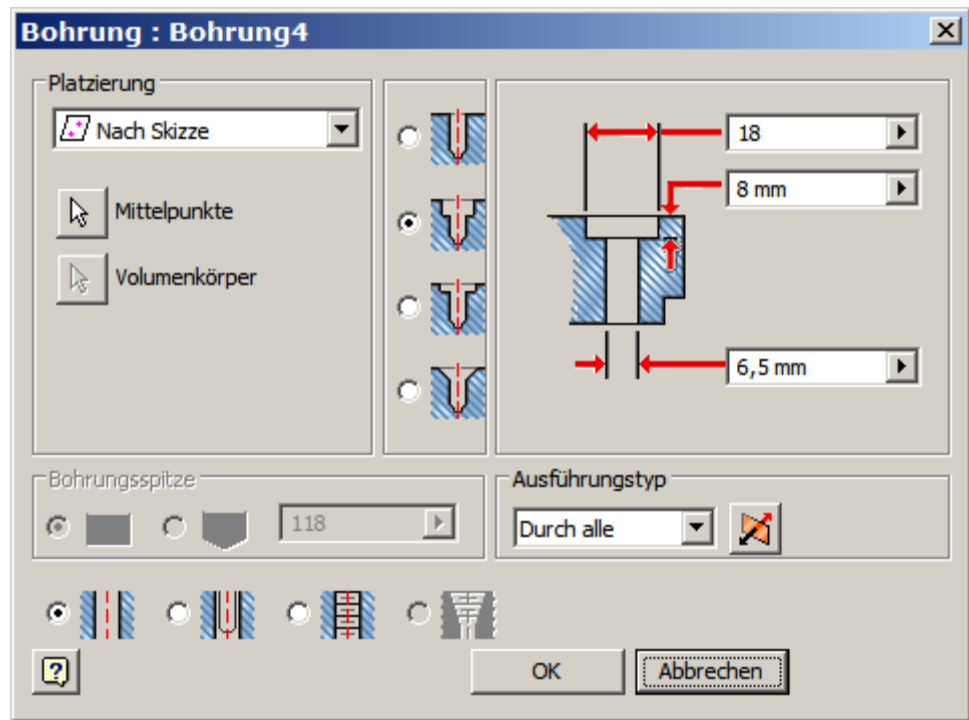 Bohrung : Bohrung4
Platzierung
Nach Skizze
Mittelpunkte
Volumenkörper
18
8 mm
6,5 mm
Bohrungsspitze
118
Ausführungstyp
Durch alle
OK
Abbrechen